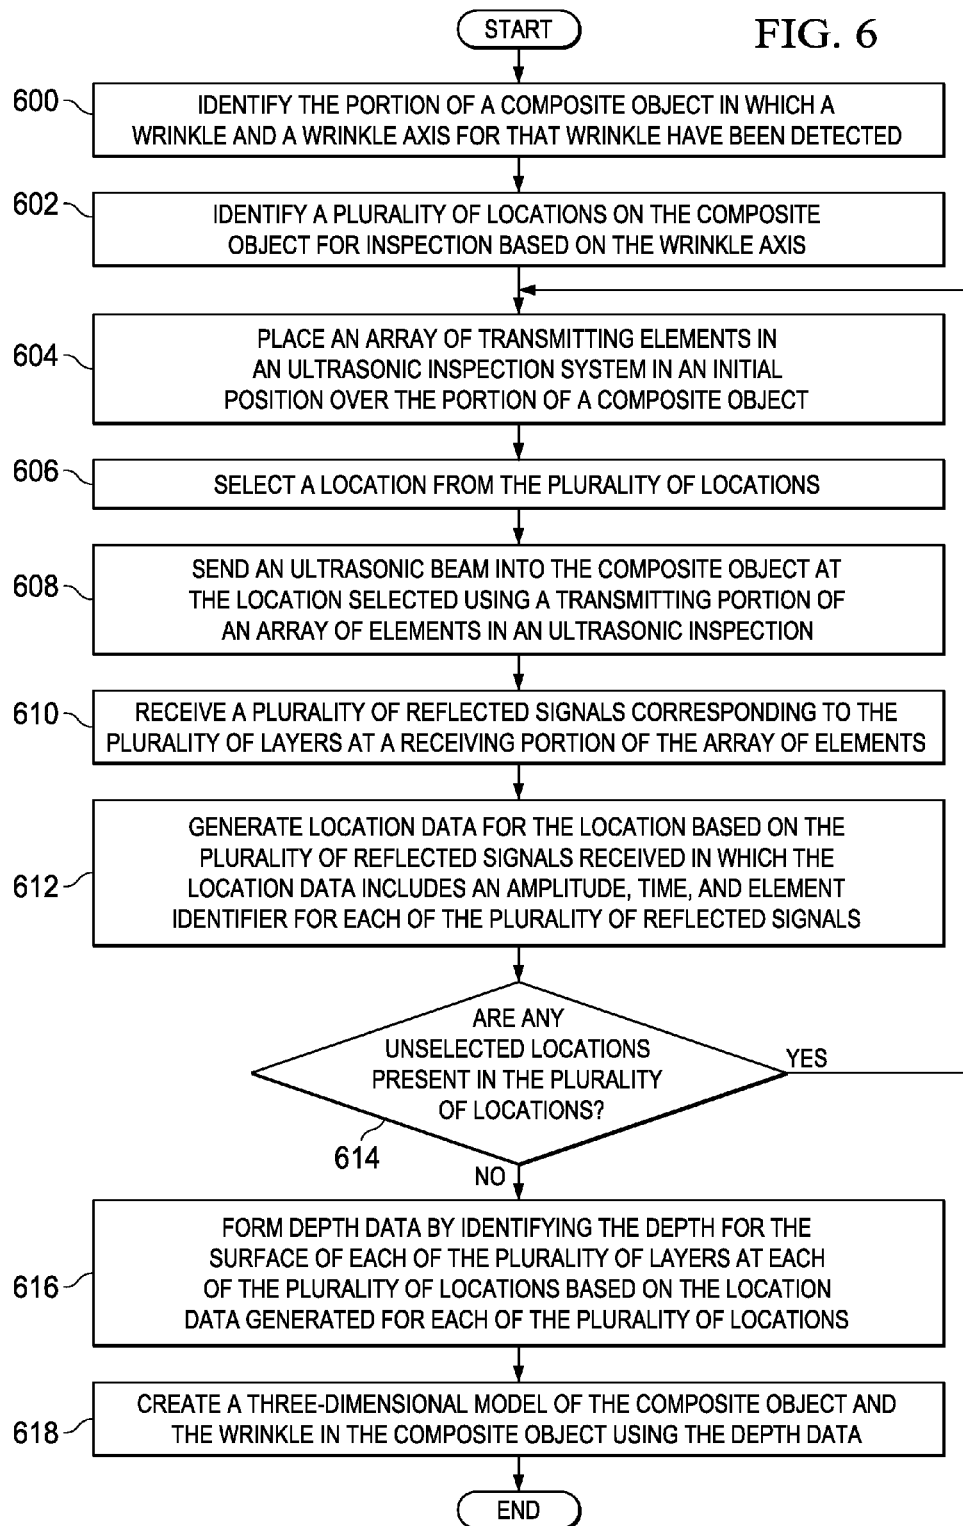 START
FIG. 6
600
IDENTIFY THE PORTION OF A COMPOSITE OBJECT IN WHICH A
WRINKLE AND A WRINKLE AXIS FOR THAT WRINKLE HAVE BEEN DETECTED
602
IDENTIFY A PLURALITY OF LOCATIONS ON THE COMPOSITE
OBJECT FOR INSPECTION BASED ON THE WRINKLE AXIS
604
PLACE AN ARRAY OF TRANSMITTING ELEMENTS IN
AN ULTRASONIC INSPECTION SYSTEM IN AN INITIAL
POSITION OVER THE PORTION OF A COMPOSITE OBJECT
606
SELECT A LOCATION FROM THE PLURALITY OF LOCATIONS
608
SEND AN ULTRASONIC BEAM INTO THE COMPOSITE OBJECT AT
THE LOCATION SELECTED USING A TRANSMITTING PORTION OF
AN ARRAY OF ELEMENTS IN AN ULTRASONIC INSPECTION
610
RECEIVE A PLURALITY OF REFLECTED SIGNALS CORRESPONDING TO THE
PLURALITY OF LAYERS AT A RECEIVING PORTION OF THE ARRAY OF ELEMENTS
612
GENERATE LOCATION DATA FOR THE LOCATION BASED ON THE
PLURALITY OF REFLECTED SIGNALS RECEIVED IN WHICH THE
LOCATION DATA INCLUDES AN AMPLITUDE, TIME, AND ELEMENT
IDENTIFIER FOR EACH OF THE PLURALITY OF REFLECTED SIGNALS
ARE ANY
UNSELECTED LOCATIONS
PRESENT IN THE PLURALITY
OF LOCATIONS?
YES
614
NO
616
FORM DEPTH DATA BY IDENTIFYING THE DEPTH FOR THE
SURFACE OF EACH OF THE PLURALITY OF LAYERS AT EACH
OF THE PLURALITY OF LOCATIONS BASED ON THE LOCATION
DATA GENERATED FOR EACH OF THE PLURALITY OF LOCATIONS
618
CREATE A THREE-DIMENSIONAL MODEL OF THE COMPOSITE OBJECT AND
THE WRINKLE IN THE COMPOSITE OBJECT USING THE DEPTH DATA
END